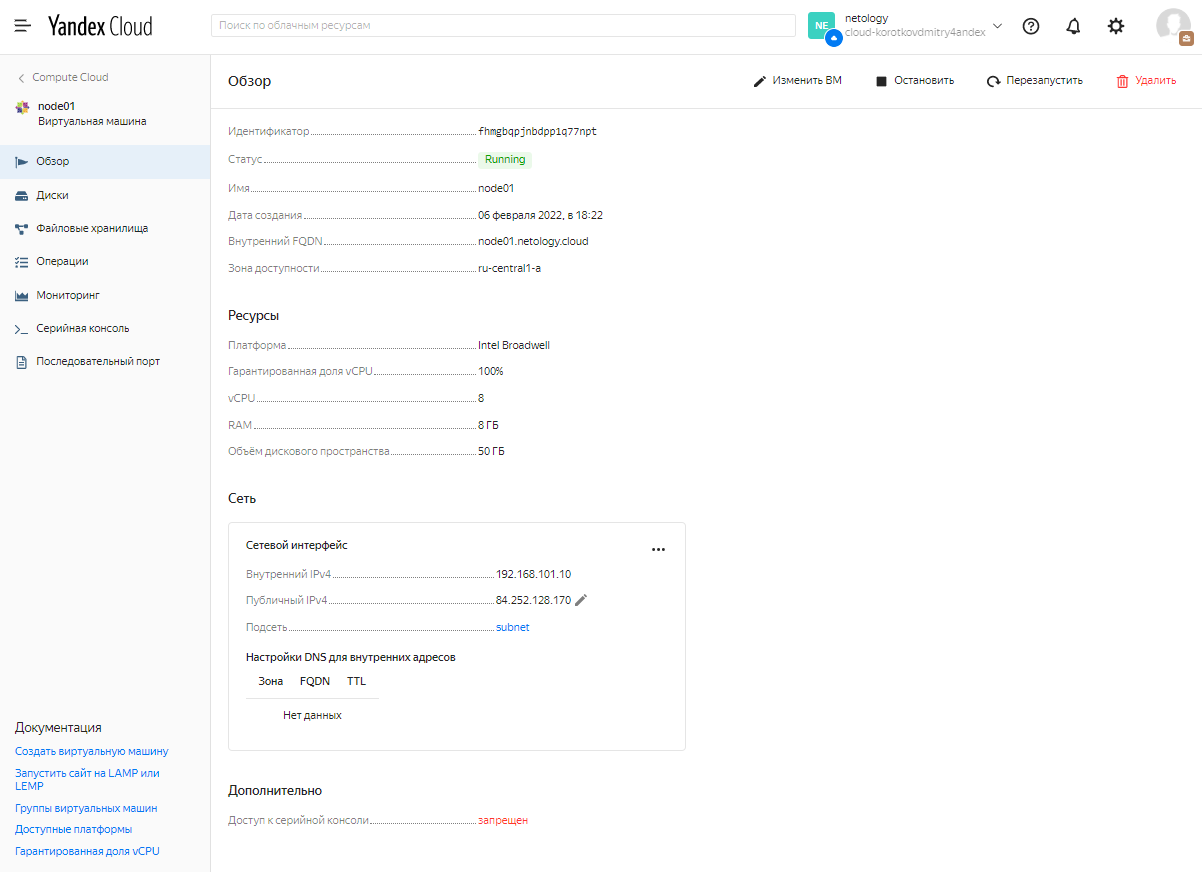 Yandex Cloud
Поиск по облачным ресурсам
NE
netology
cloud-korotkovdmitry4andex
Compute Cloud
node01
Виртуальная машина
Обзор
Диски
Файловые хранилища
Операции
Мониторинг
Серийная консоль
Последовательный порт
Документация
Создать виртуальную машину
Запустить сайт на LAMP или
LEMP
Группы виртуальных машин
Доступные платформы
Гарантированная доля vCPU
Обзор
Изменить ВМ
Остановить
Перезапустить
Удалить
Идентификатор fhmgbqpjnbdpp1q77npt
Статус Running
Имя node01
Дата создания 06 февраля 2022, в 18:22
Внутренний FQDN node01.netology.cloud
Зона доступности ru-central1-a
Ресурсы
Платформа Intel Broadwell
Гарантированная доля vCPU 100%
vCPU 8
RAM 8 ГБ
Объём дискового пространства 50 ГБ
Сеть
Сетевой интерфейс
Внутренний IPv4 192.168.101.10
Публичный IPv4 84.252.128.170
Подсеть subnet
Настройки DNS для внутренних адресов
Зона FQDN TTL
Нет данных
Дополнительно
Доступ к серийной консоли запрещен